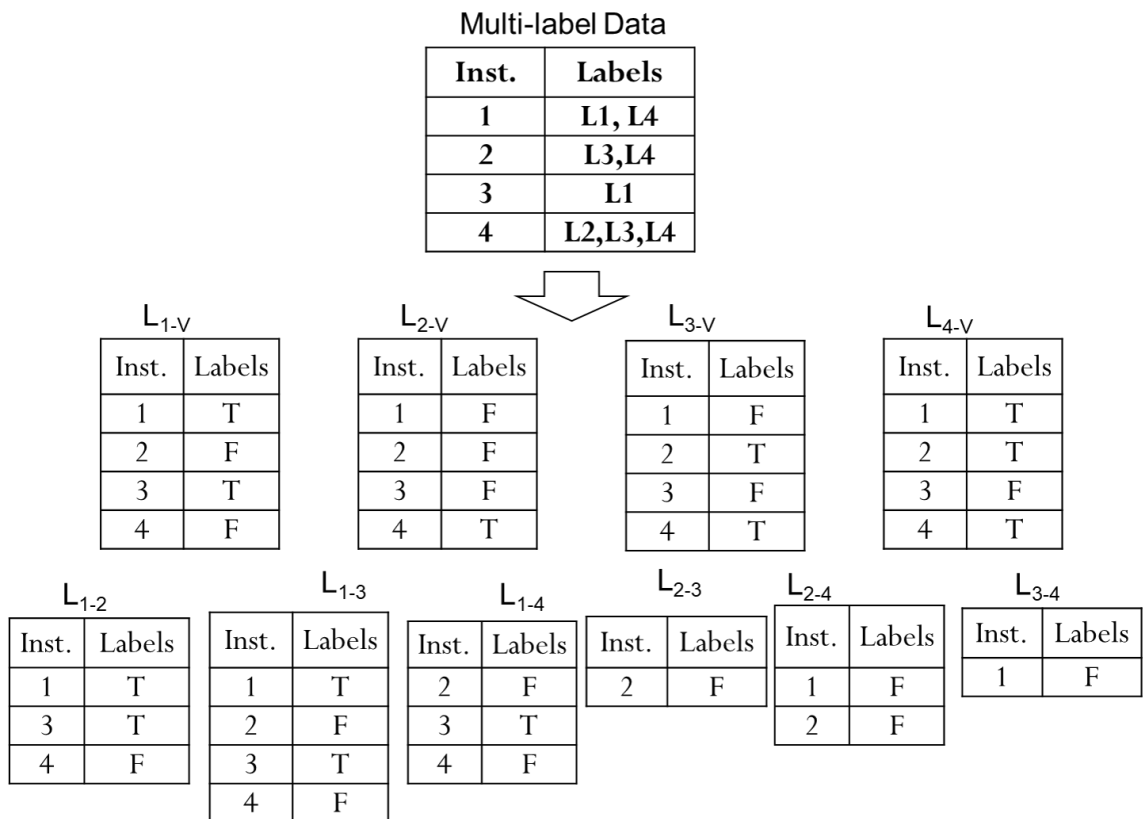 Multi-label Data
Inst. Labels
1 L1, L4
2 L3,L4
3 L1
4 L2,L3,L4
L1-V
Inst. Labels
1 T
2 F
3 T
4 F
L2-V
Inst. Labels
1 F
2 F
3 F
4 T
L3-V
Inst. Labels
1 F
2 T
3 F
4 T
L4-V
Inst. Labels
1 T
2 T
3 F
4 T
L1-2
Inst. Labels
1 T
3 T
4 F
L1-3
Inst. Labels
1 T
2 F
3 T
4 F
L1-4
Inst. Labels
2 F
3 T
4 F
L2-3
Inst. Labels
2 F
L2-4
Inst. Labels
1 F
2 F
L3-4
Inst. Labels
1 F